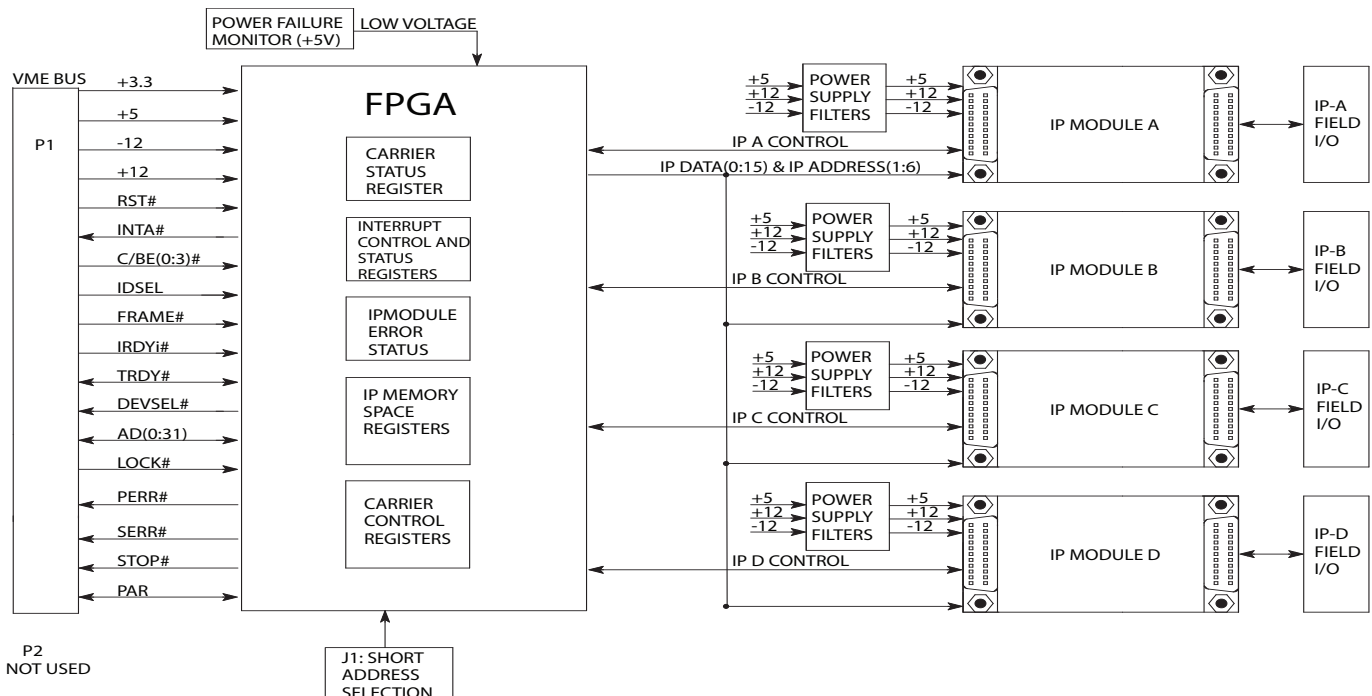 POWER FAILURE
MONITOR (+5V)
LOW VOLTAGE
VME BUS
P1
+3.3
+5
-12
+12
RST#
INTA#
C/BE(0:3)#
IDSEL
FRAME#
IRDYi#
TRDY#
DEVSEL#
AD(0:31)
LOCK#
PERR#
SERR#
STOP#
PAR
P2
NOT USED
FPGA
CARRIER
STATUS
REGISTER
INTERRUPT
CONTROL AND
STATUS
REGISTERS
IPMODULE
ERROR
STATUS
IP MEMORY
SPACE
REGISTERS
CARRIER
CONTROL
REGISTERS
J1: SHORT
ADDRESS
SELECTION
+5
+12
-12
POWER
SUPPLY
FILTERS
+5
+12
-12
IP A CONTROL
IP DATA(0:15) & IP ADDRESS(1:6)
IP MODULE A
IP-A
FIELD
I/O
+5
+12
-12
POWER
SUPPLY
FILTERS
+5
+12
-12
IP B CONTROL
IP MODULE B
IP-B
FIELD
I/O
+5
+12
-12
POWER
SUPPLY
FILTERS
+5
+12
-12
IP C CONTROL
IP MODULE C
IP-C
FIELD
I/O
+5
+12
-12
POWER
SUPPLY
FILTERS
+5
+12
-12
IP D CONTROL
IP MODULE D
IP-D
FIELD
I/O